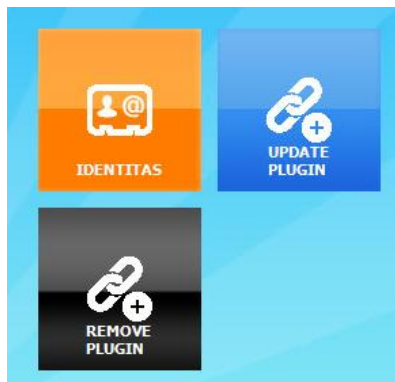 IDENTITAS
UPDATE
PLUGIN
REMOVE
PLUGIN